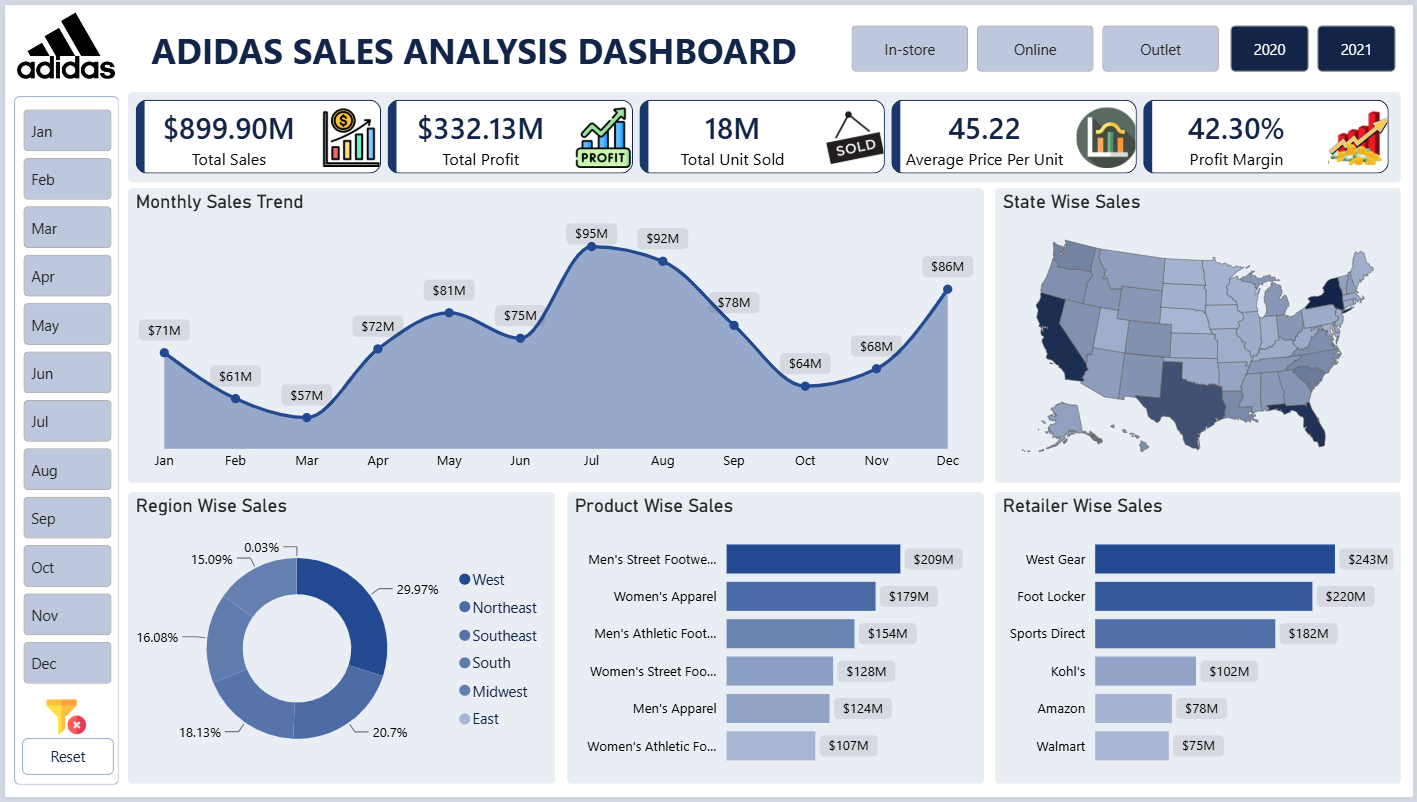 adidas
ADIDAS SALES ANALYSIS DASHBOARD
In-store
Online
Outlet
2020
2021
Jan
Feb
Mar
Apr
May
Jun
Jul
Aug
Sep
Oct
Nov
Dec
Reset
$899.90M
Total Sales
$332.13M
Total Profit
PROFIT
18M
Total Unit Sold
SOLD
45.22
Average Price Per Unit
42.30%
Profit Margin
Monthly Sales Trend
$71M
$61M
$57M
$72M
$81M
$75M
$95M
$92M
$78M
$64M
$68M
$86M
Jan
Feb
Mar
Apr
May
Jun
Jul
Aug
Sep
Oct
Nov
Dec
State Wise Sales
Region Wise Sales
0.03%
15.09%
29.97%
16.08%
18.13%
20.7%
West
Northeast
Southeast
South
Midwest
East
Product Wise Sales
Men's Street Footwe... $209M
Women's Apparel $179M
Men's Athletic Foot... $154M
Women's Street Foo... $128M
Men's Apparel $124M
Women's Athletic Fo... $107M
Retailer Wise Sales
West Gear $243M
Foot Locker $220M
Sports Direct $182M
Kohl's $102M
Amazon $78M
Walmart $75M